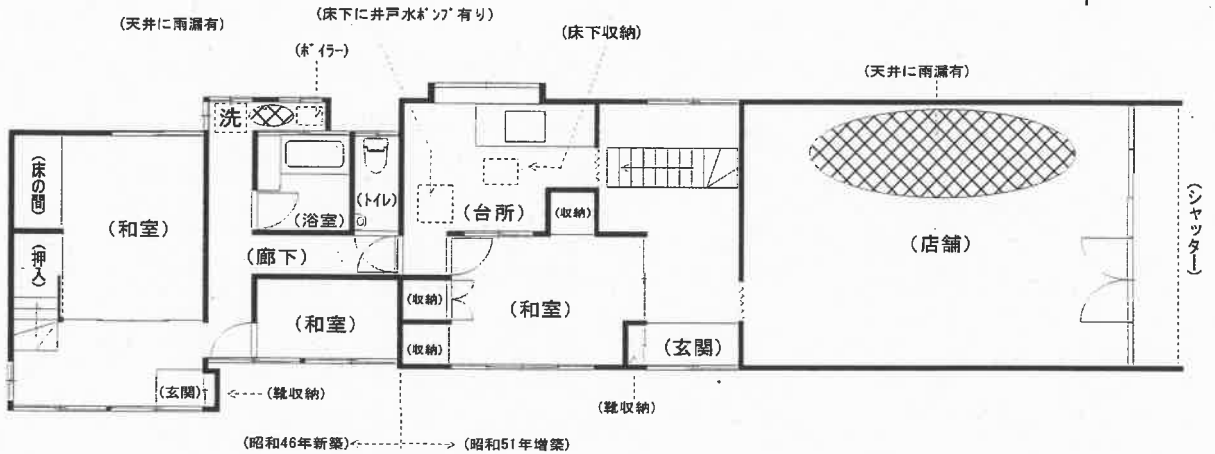 (床下に井戸水ポンプ有り)
(天井に雨漏有)
(床下収納)
(ボイラー)
(天井に雨漏有)
洗
(床の間)
(和室)
(浴室)
(トイレ)
(台所)
(収納)
(店舗)
(シャッター)
(押入)
(廊下)
(収納)
(和室)
(和室)
(収納)
(玄関)
(玄関)
(靴収納)
(靴収納)
(昭和46年新築)
(昭和51年増築)